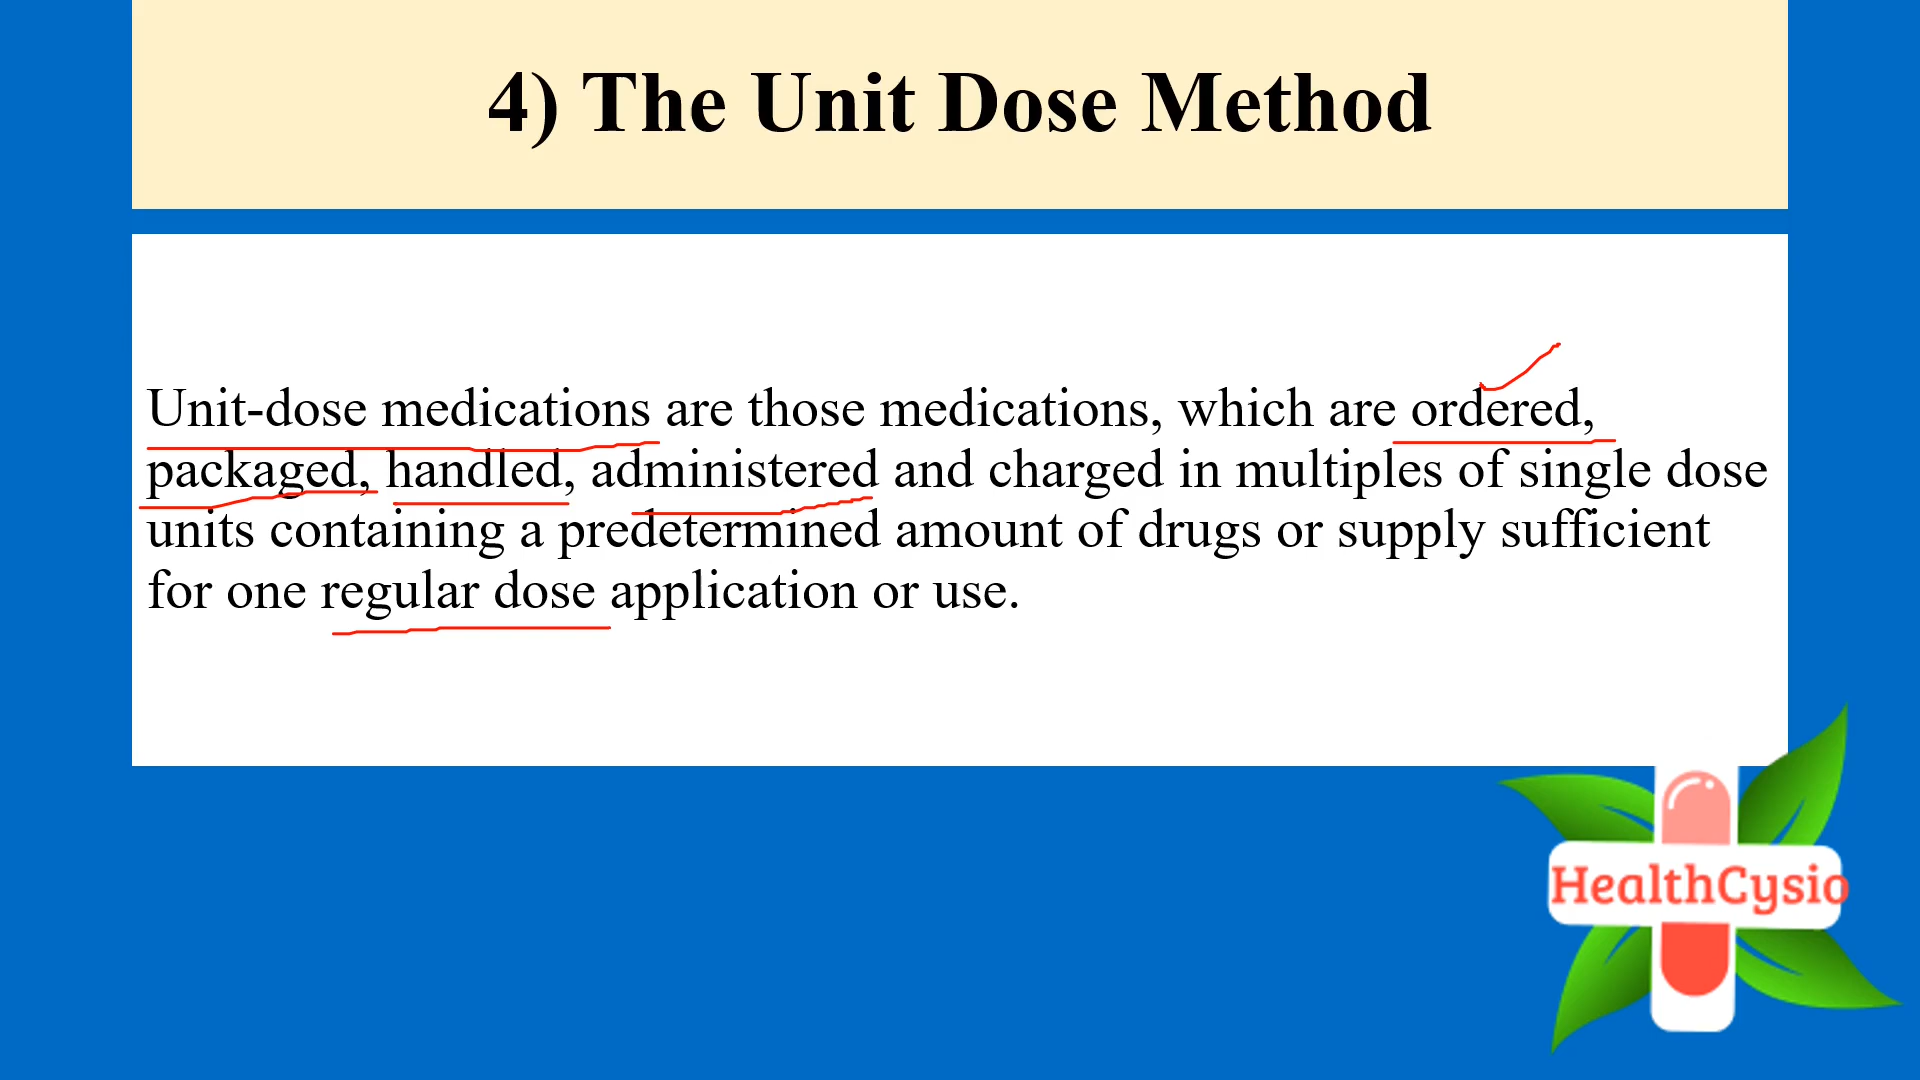 4) The Unit Dose Method
Unit-dose medications are those medications, which are ordered,
packaged, handled, administered and charged in multiples of single dose
units containing a predetermined amount of drugs or supply sufficient
for one regular dose application or use.
HealthCysio